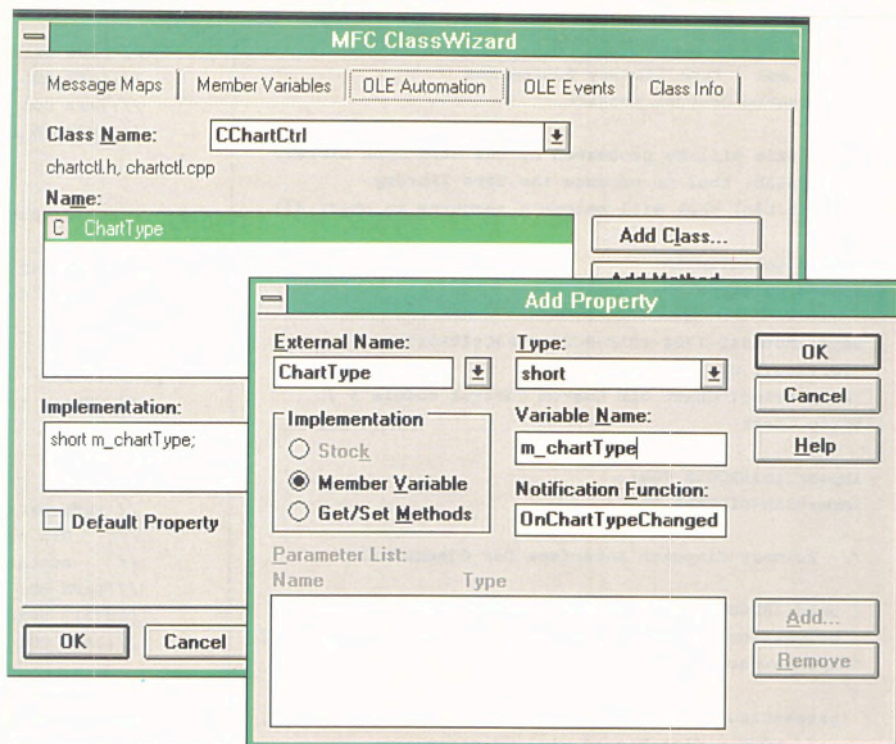 MFC ClassWizard
Message Maps
Member Variables
OLE Automation
OLE Events
Class Info
Class Name:
CChartCtrl
chartctl.h, chartctl.cpp
Name:
C ChartType
Add Class...
Add Method...
Implementation:
short m_chartType;
Default Property
OK
Cancel
Add Property
External Name:
ChartType
Type:
short
OK
Cancel
Help
Implementation
Stock
Member Variable
Get/Set Methods
Variable Name:
m_chartType
Notification Function:
OnChartTypeChanged
Parameter List:
Name Type
Add...
Remove